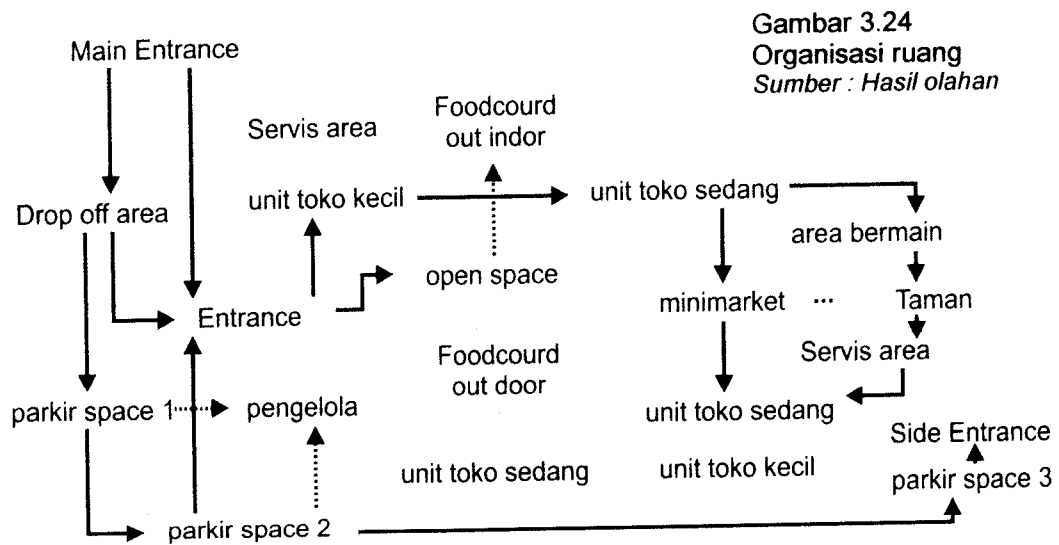 Gambar 3.24
Organisasi ruang
Sumber : Hasil olahan
Main Entrance
Foodcourd
out indor
Servis area
unit toko kecil
unit toko sedang
Drop off area
area bermain
open space
minimarket ... Taman
Entrance
Foodcourd
out door
Servis area
parkir space 1
pengelola
unit toko sedang
Side Entrance
unit toko sedang
unit toko kecil
parkir space 3
parkir space 2